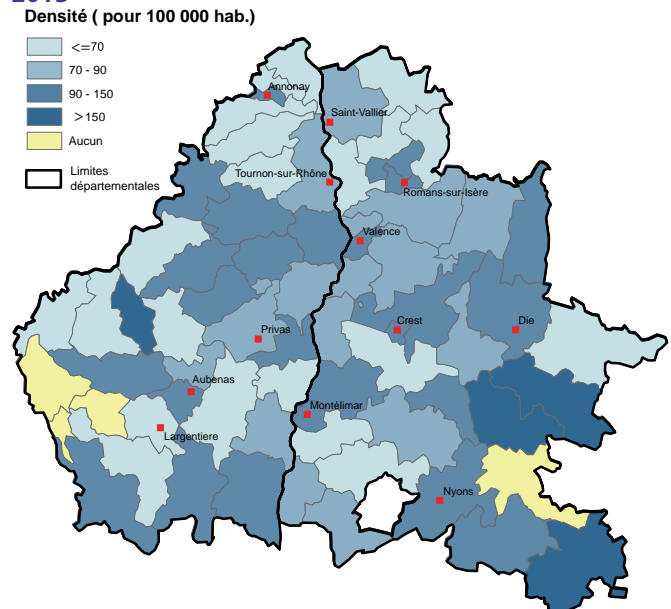 2015
Densité ( pour 100 000 hab.)
<=70
70 - 90
90 - 150
>150
Aucun
Limites
départementales
Annonay
Saint-Vallier
Tournon-sur-Rhône
Romans-sur-Isère
Valence
Privas
Crest
Die
Aubenas
Montélimar
Largentiere
Nyons